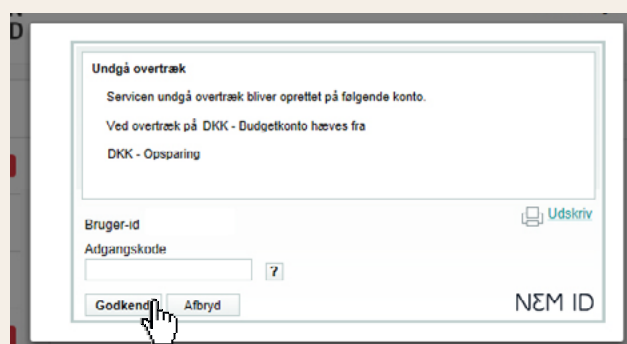 N
D
Undgå overtræk
Servicen undgå overtræk bliver oprettet på følgende konto.
Ved overtræk på DKK - Budgetkonto hæves fra
DKK - Opsparing
Udskriv
Bruger-id
Adgangskode
?
Godkend Afbryd
NEM ID